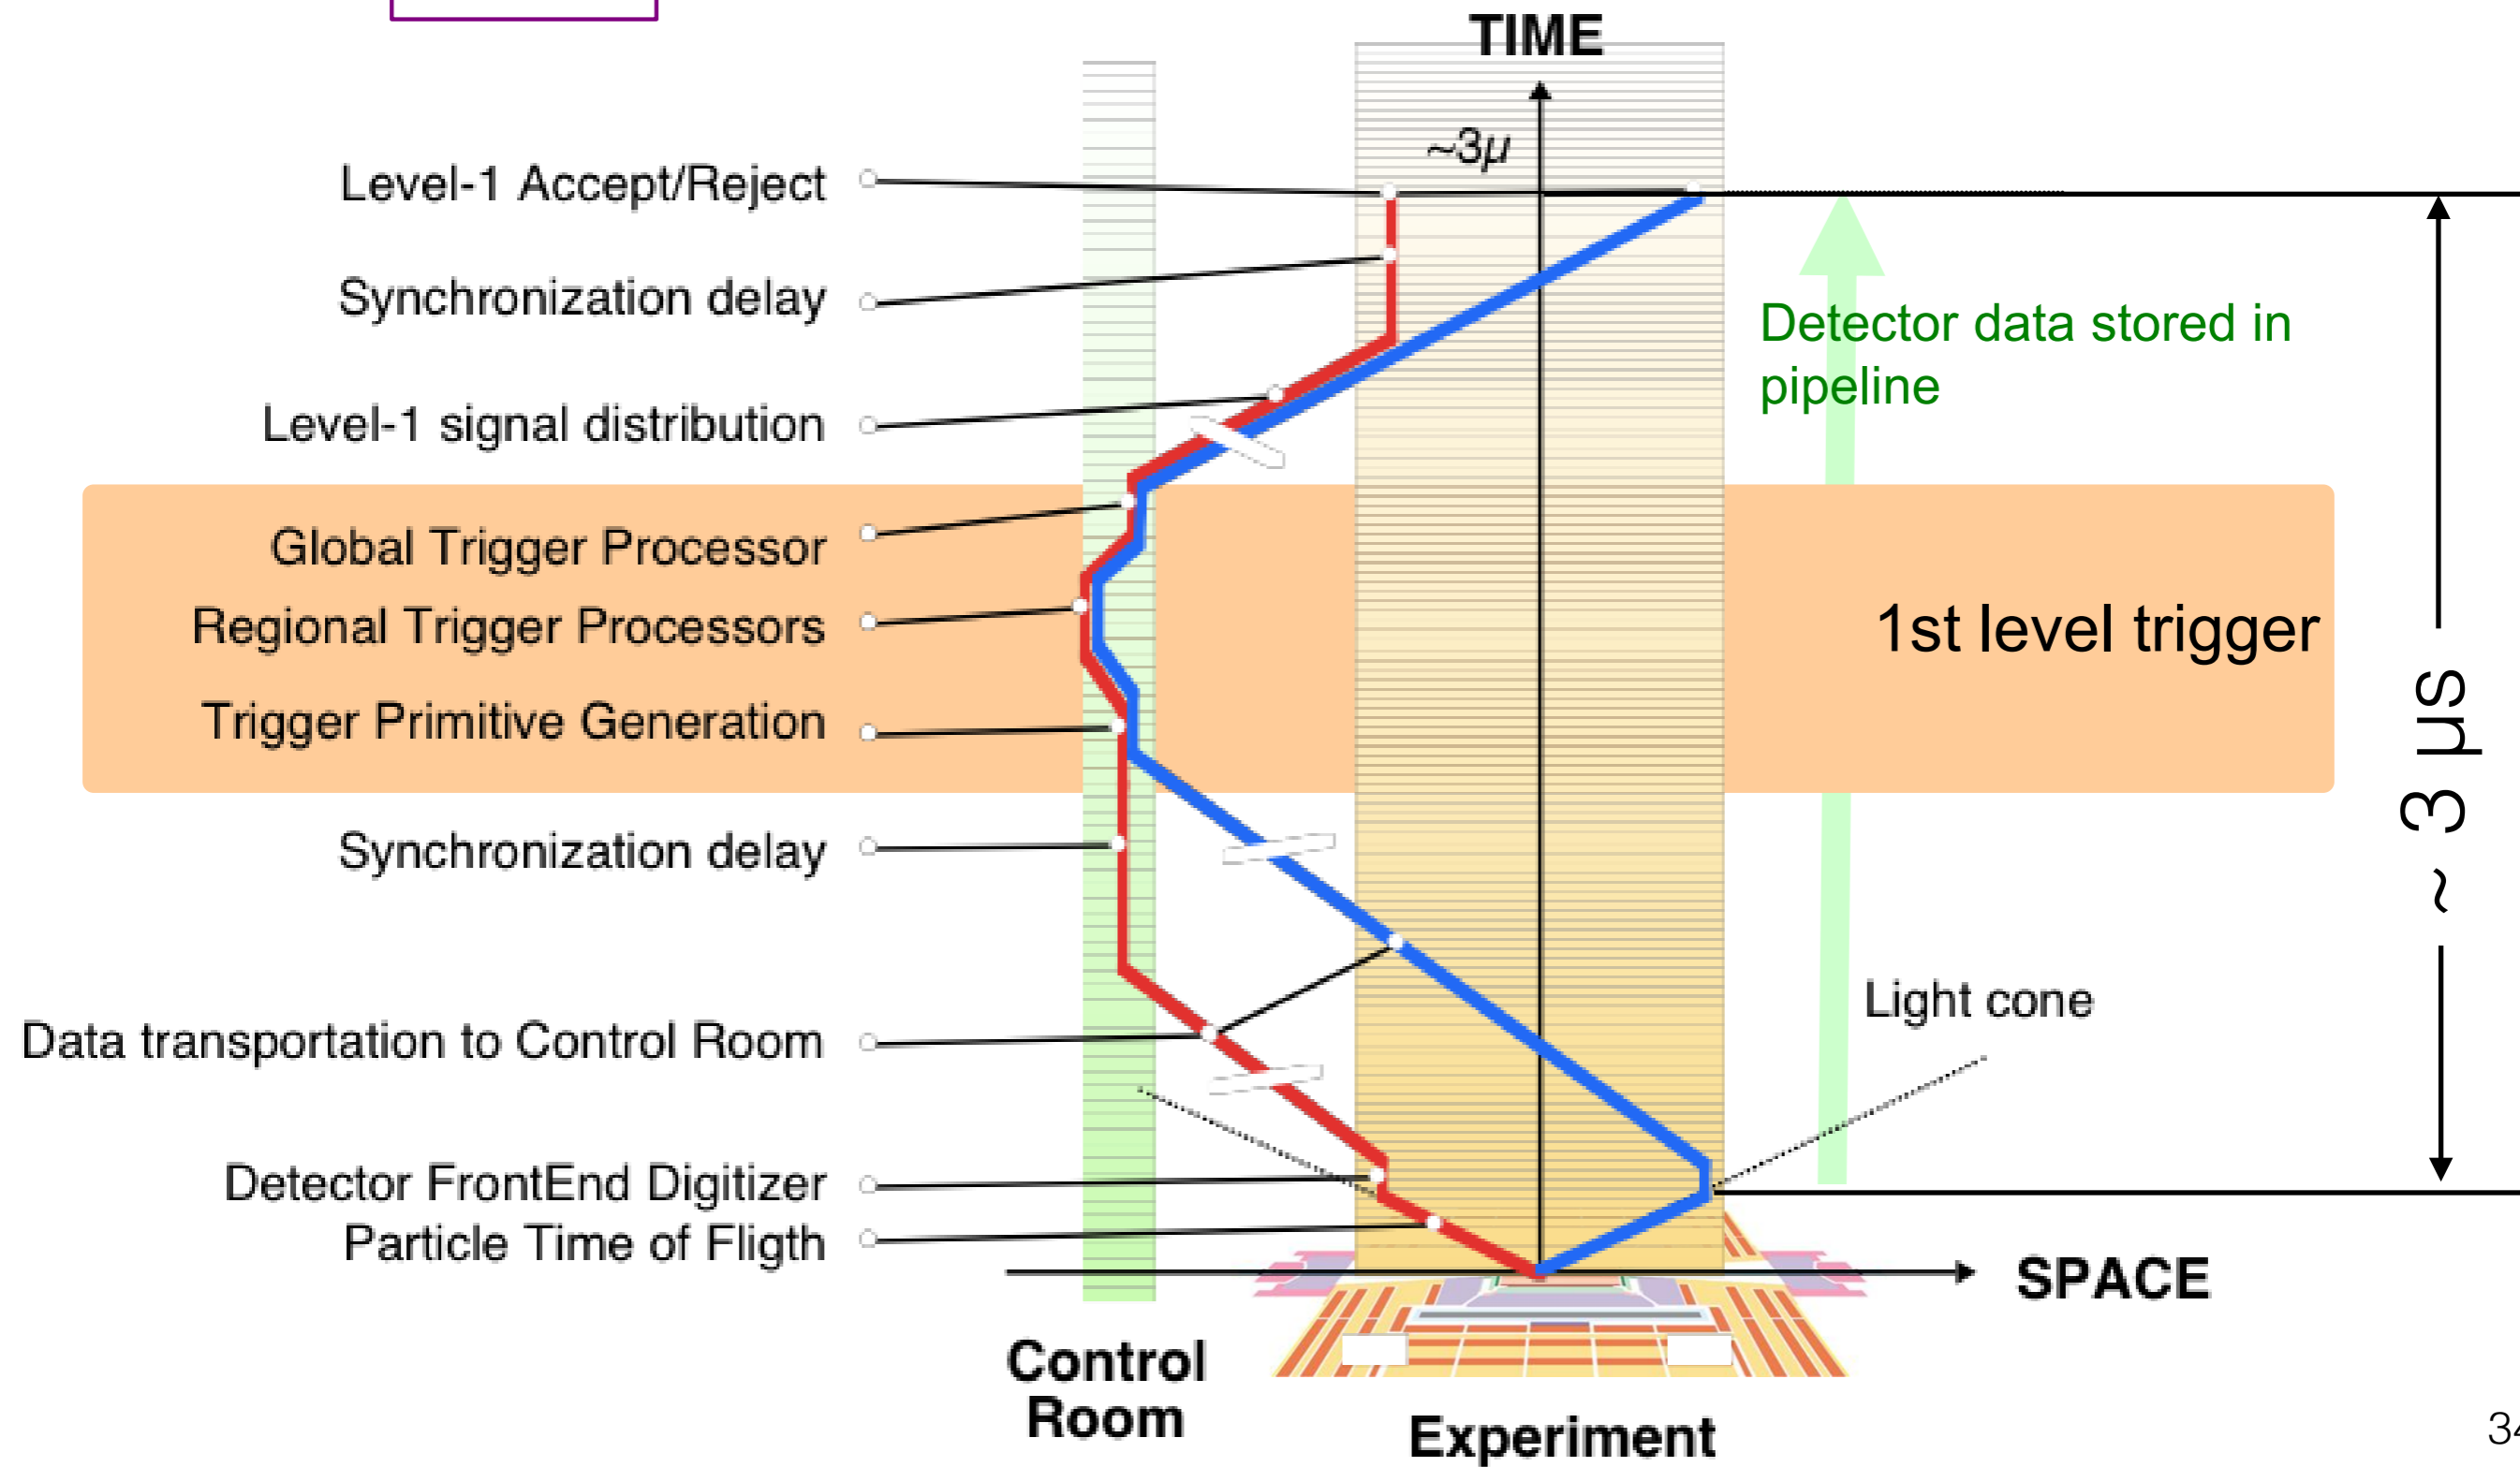 TIME
~3μ
Level-1 Accept/Reject
Synchronization delay
Detector data stored in
pipeline
Level-1 signal distribution
Global Trigger Processor
Regional Trigger Processors
1st level trigger
Trigger Primitive Generation
~ 3 μs
Synchronization delay
Light cone
Data transportation to Control Room
Detector FrontEnd Digitizer
Particle Time of Fligth
SPACE
Control
Room
Experiment
34